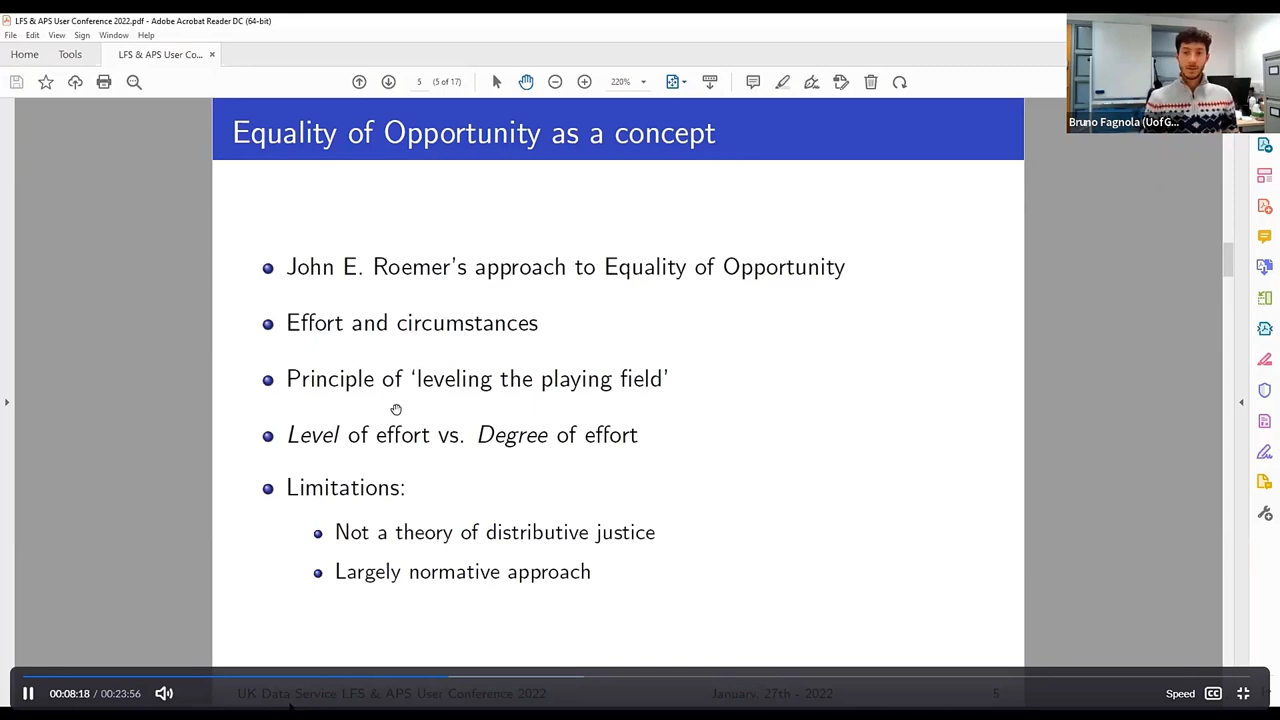 LFS & APS User Conference 2022.pdf - Adobe Acrobat Reader DC (64-bit)
File Edit View Sign Window Help
Home Tools LFS & APS User Co... ×
5 (5 of 17) 220%
Bruno Fagnola (UofG...
Equality of Opportunity as a concept
John E. Roemer's approach to Equality of Opportunity
Effort and circumstances
Principle of ‘leveling the playing field’
Level of effort vs. Degree of effort
Limitations:
Not a theory of distributive justice
Largely normative approach
UK Data Service LFS & APS User Conference 2022 January, 27th - 2022 5
00:08:18 / 00:23:56 Speed CC